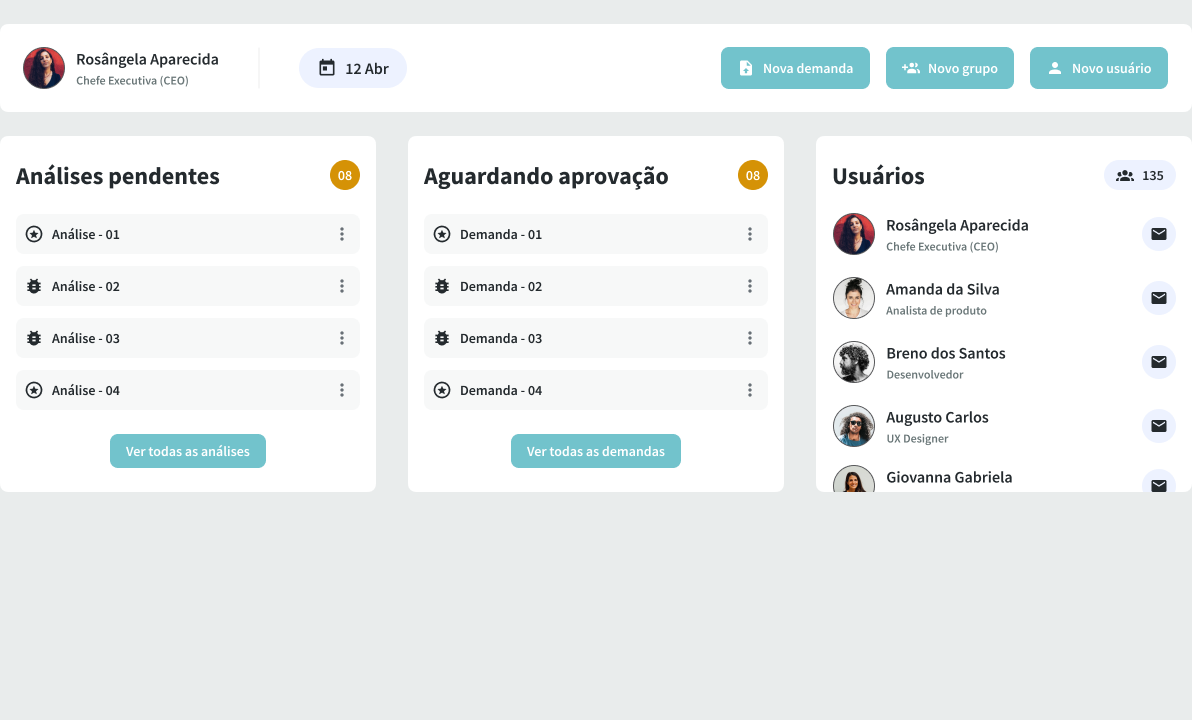 Rosângela Aparecida
Chefe Executiva (CEO)
12 Abr
Nova demanda
Novo grupo
Novo usuário
Análises pendentes
08
Análise - 01
Análise - 02
Análise - 03
Análise - 04
Ver todas as análises
Aguardando aprovação
08
Demanda - 01
Demanda - 02
Demanda - 03
Demanda - 04
Ver todas as demandas
Usuários
135
Rosângela Aparecida
Chefe Executiva (CEO)
Amanda da Silva
Analista de produto
Breno dos Santos
Desenvolvedor
Augusto Carlos
UX Designer
Giovanna Gabriela